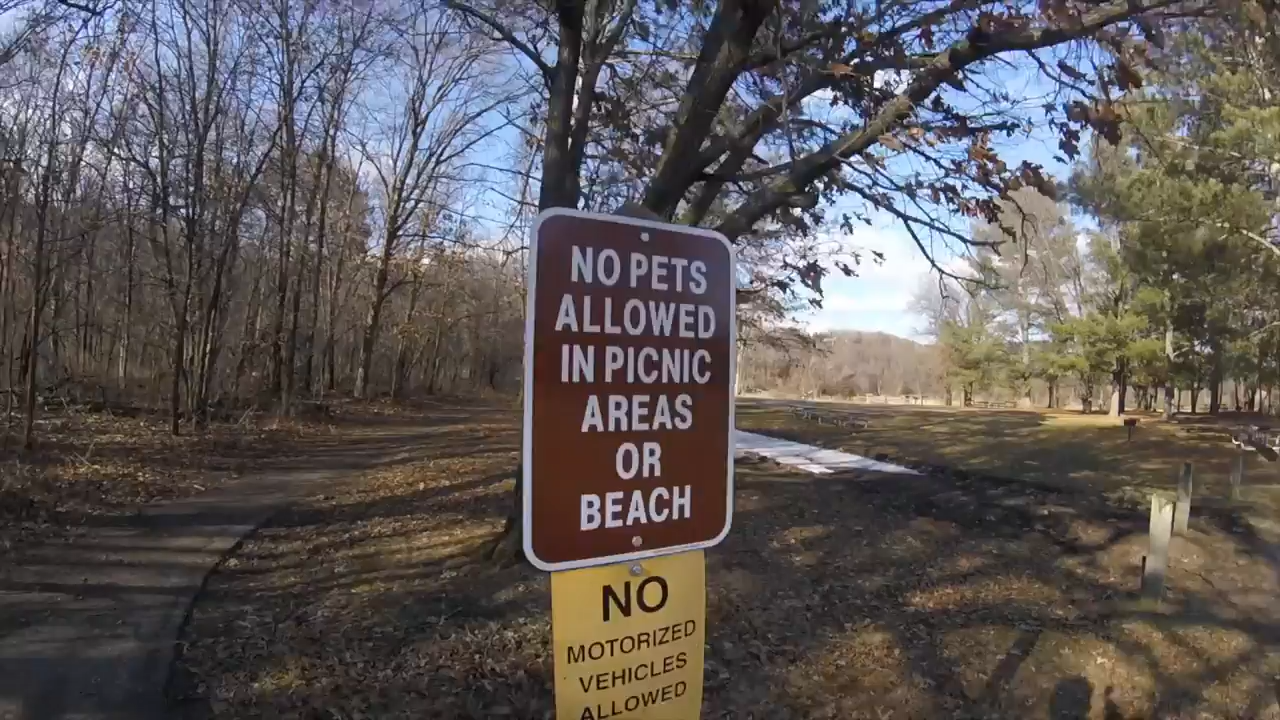 NO PETS
ALLOWED
IN PICNIC
AREAS
OR
BEACH
NO
MOTORIZED
VEHICLES
ALLOWED